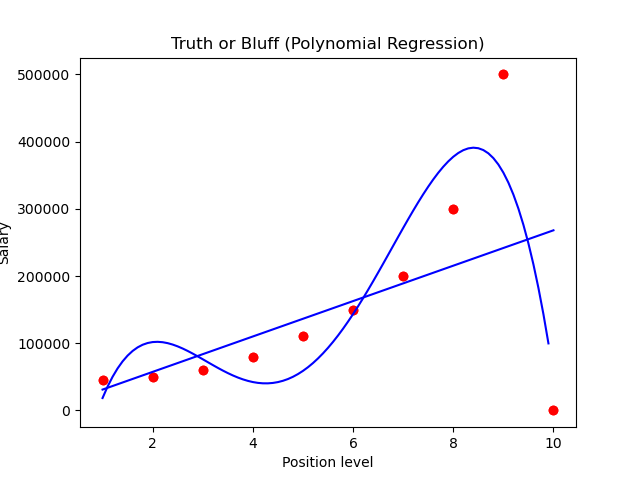 Truth or Bluff (Polynomial Regression)
500000
400000
300000
200000
100000
0
Salary
2 4 6 8 10
Position level